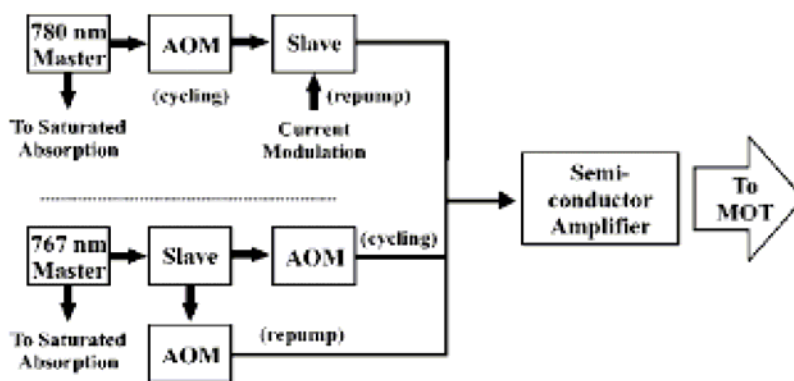 780 nm
Master
AOM
Slave
(cycling)
(repump)
To Saturated
Absorption
Current
Modulation
Semi-
conductor
Amplifier
To
MOT
767 nm
Master
Slave
AOM
(cycling)
To Saturated
Absorption
AOM
(repump)